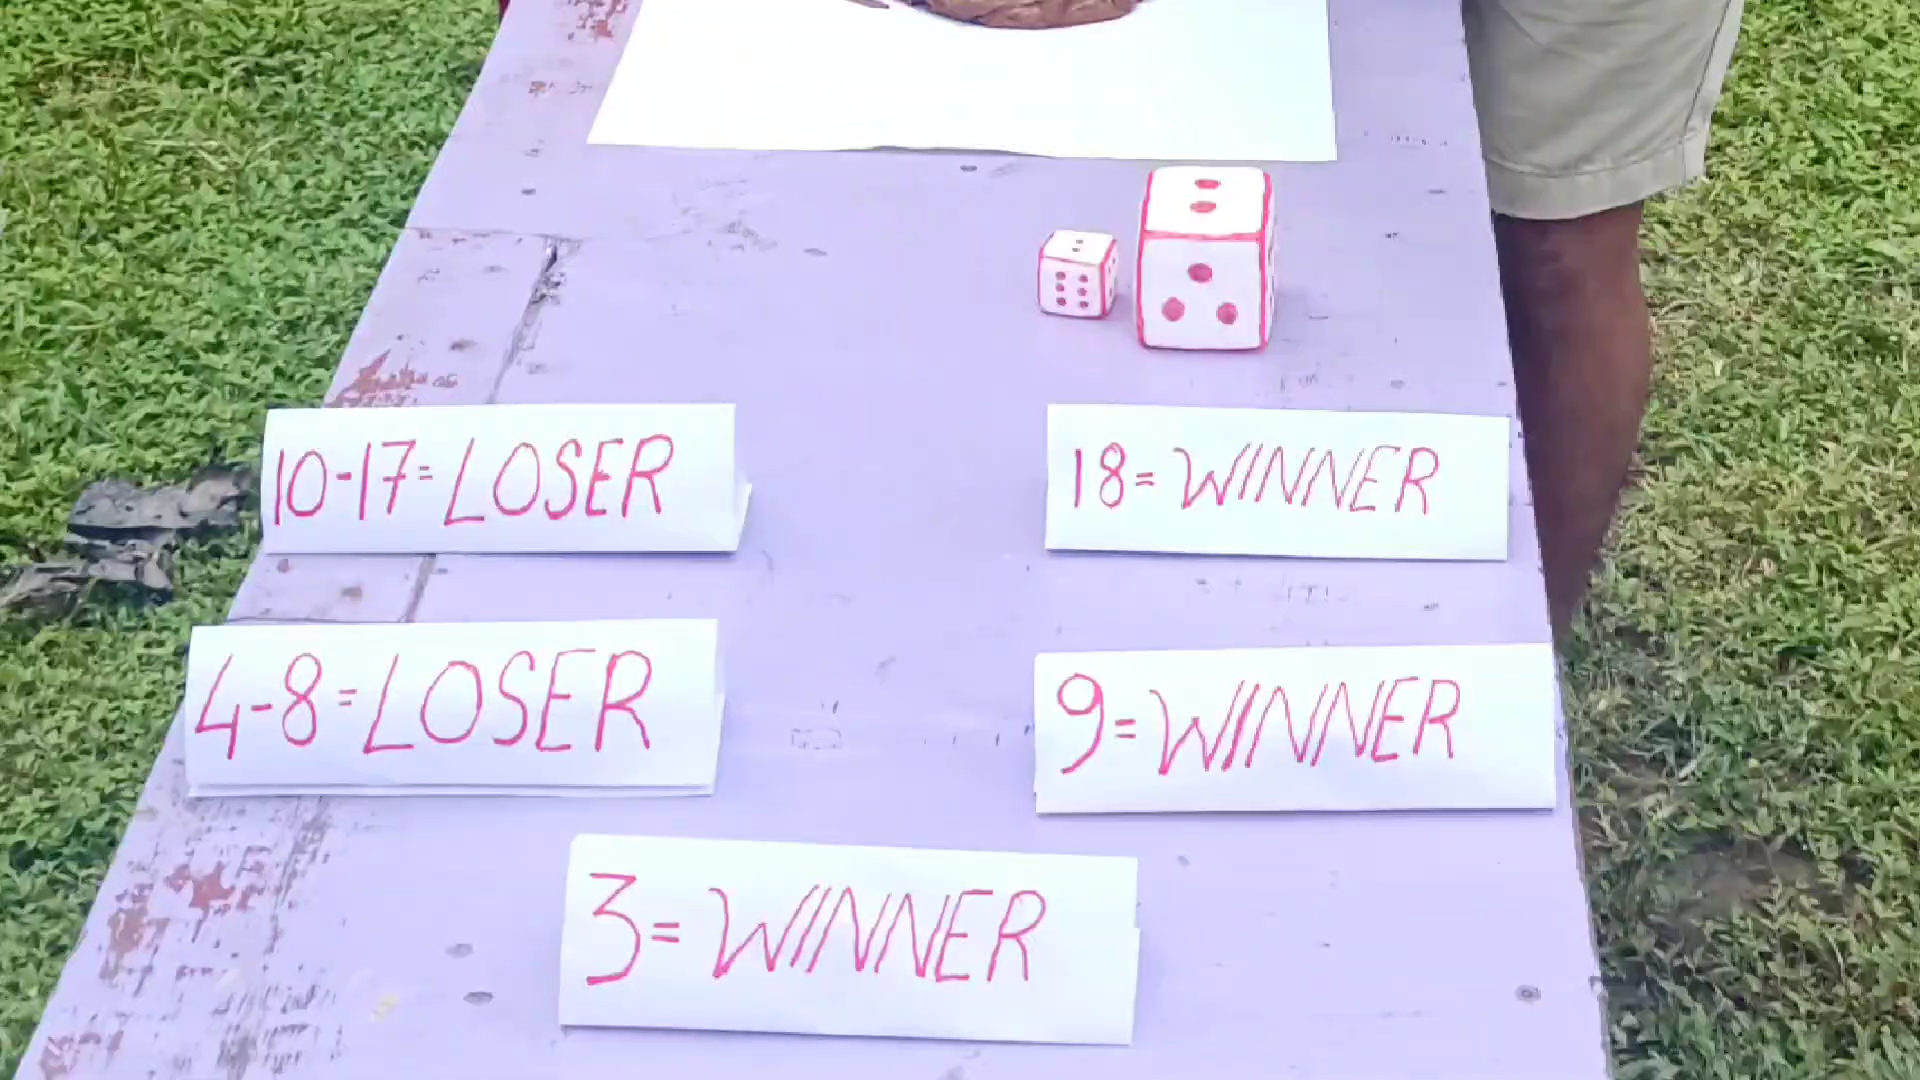 10-17= LOSER
18= WINNER
4-8= LOSER
9= WINNER
3= WINNER